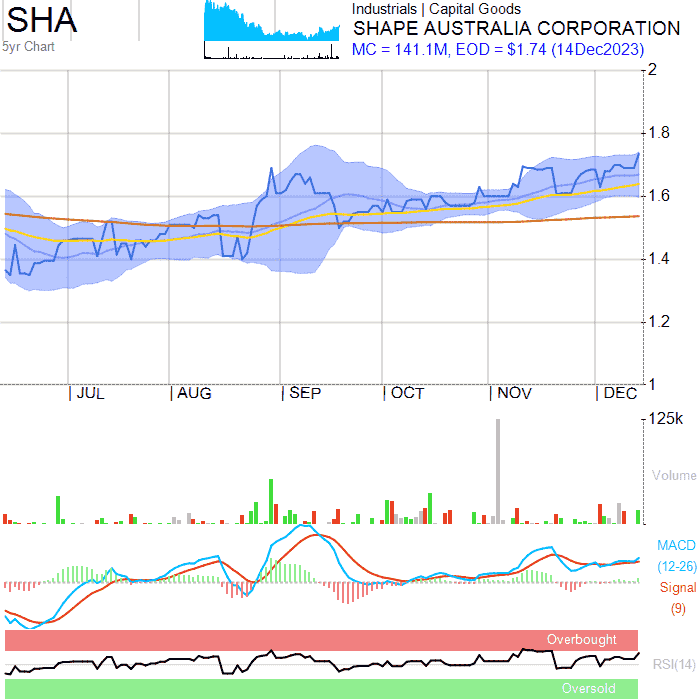 SHA
5yr Chart
Industrials | Capital Goods
SHAPE AUSTRALIA CORPORATION
MC = 141.1M, EOD = $1.74 (14Dec2023)
2
1.8
1.6
1.4
1.2
1
| JUL | AUG | SEP | OCT | NOV | DEC
125k
Volume
MACD
(12-26)
Signal
(9)
Overbought
RSI(14)
Oversold